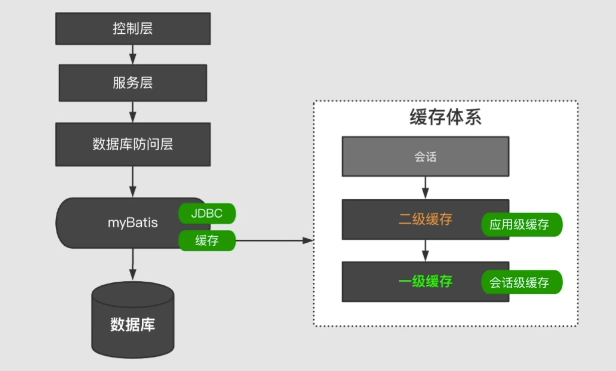 控制层
服务层
数据库防问层
myBatis
JDBC
缓存
数据库
缓存体系
会话
二级缓存
应用级缓存
一级缓存
会话级缓存